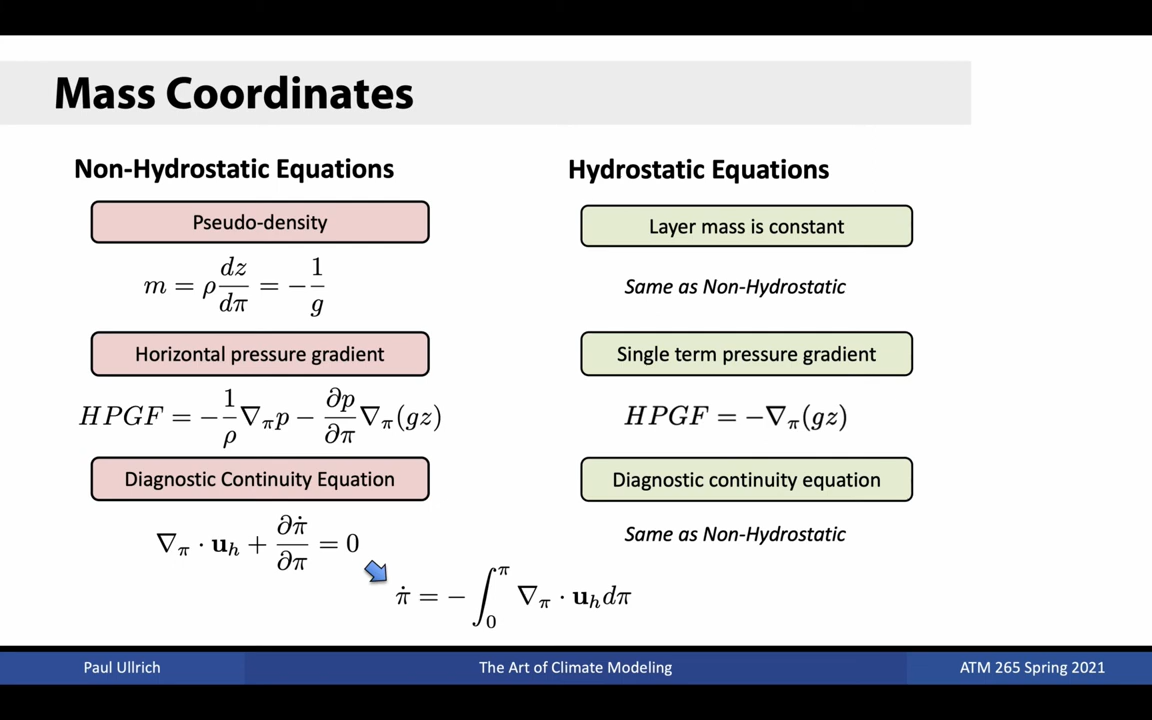 Mass Coordinates
Non-Hydrostatic Equations
Pseudo-density
m = ρ dz/dπ = − 1/g
Horizontal pressure gradient
HPGF = − 1/ρ ∇_π p − ∂p/∂π ∇_π (gz)
Diagnostic Continuity Equation
∇_π · u_h + ∂π̇/∂π = 0
π̇ = − ∫_0^π ∇_π · u_h dπ
Hydrostatic Equations
Layer mass is constant
Same as Non-Hydrostatic
Single term pressure gradient
HPGF = −∇_π (gz)
Diagnostic continuity equation
Same as Non-Hydrostatic
Paul Ullrich
The Art of Climate Modeling
ATM 265 Spring 2021